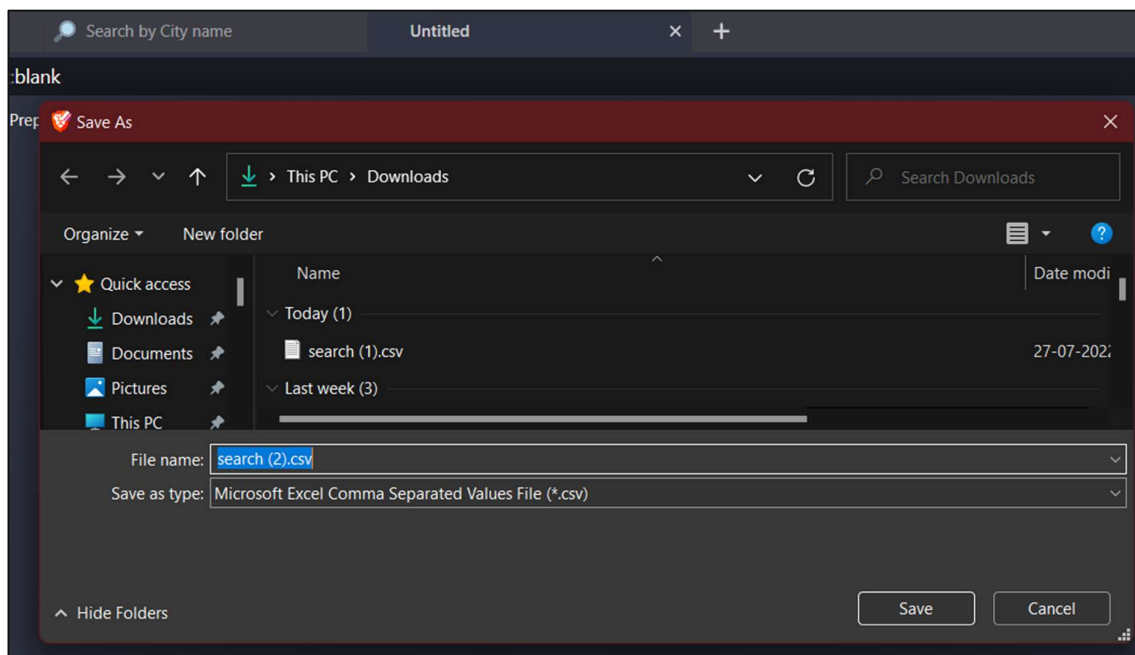 Search by City name Untitled
:blank
Prep Save As
This PC > Downloads Search Downloads
Organize New folder
Name Date modi
Quick access
Today (1)
Downloads
search (1).csv 27-07-2022
Documents
Pictures
Last week (3)
This PC
File name: search (2).csv
Save as type: Microsoft Excel Comma Separated Values File (*.csv)
Hide Folders Save Cancel